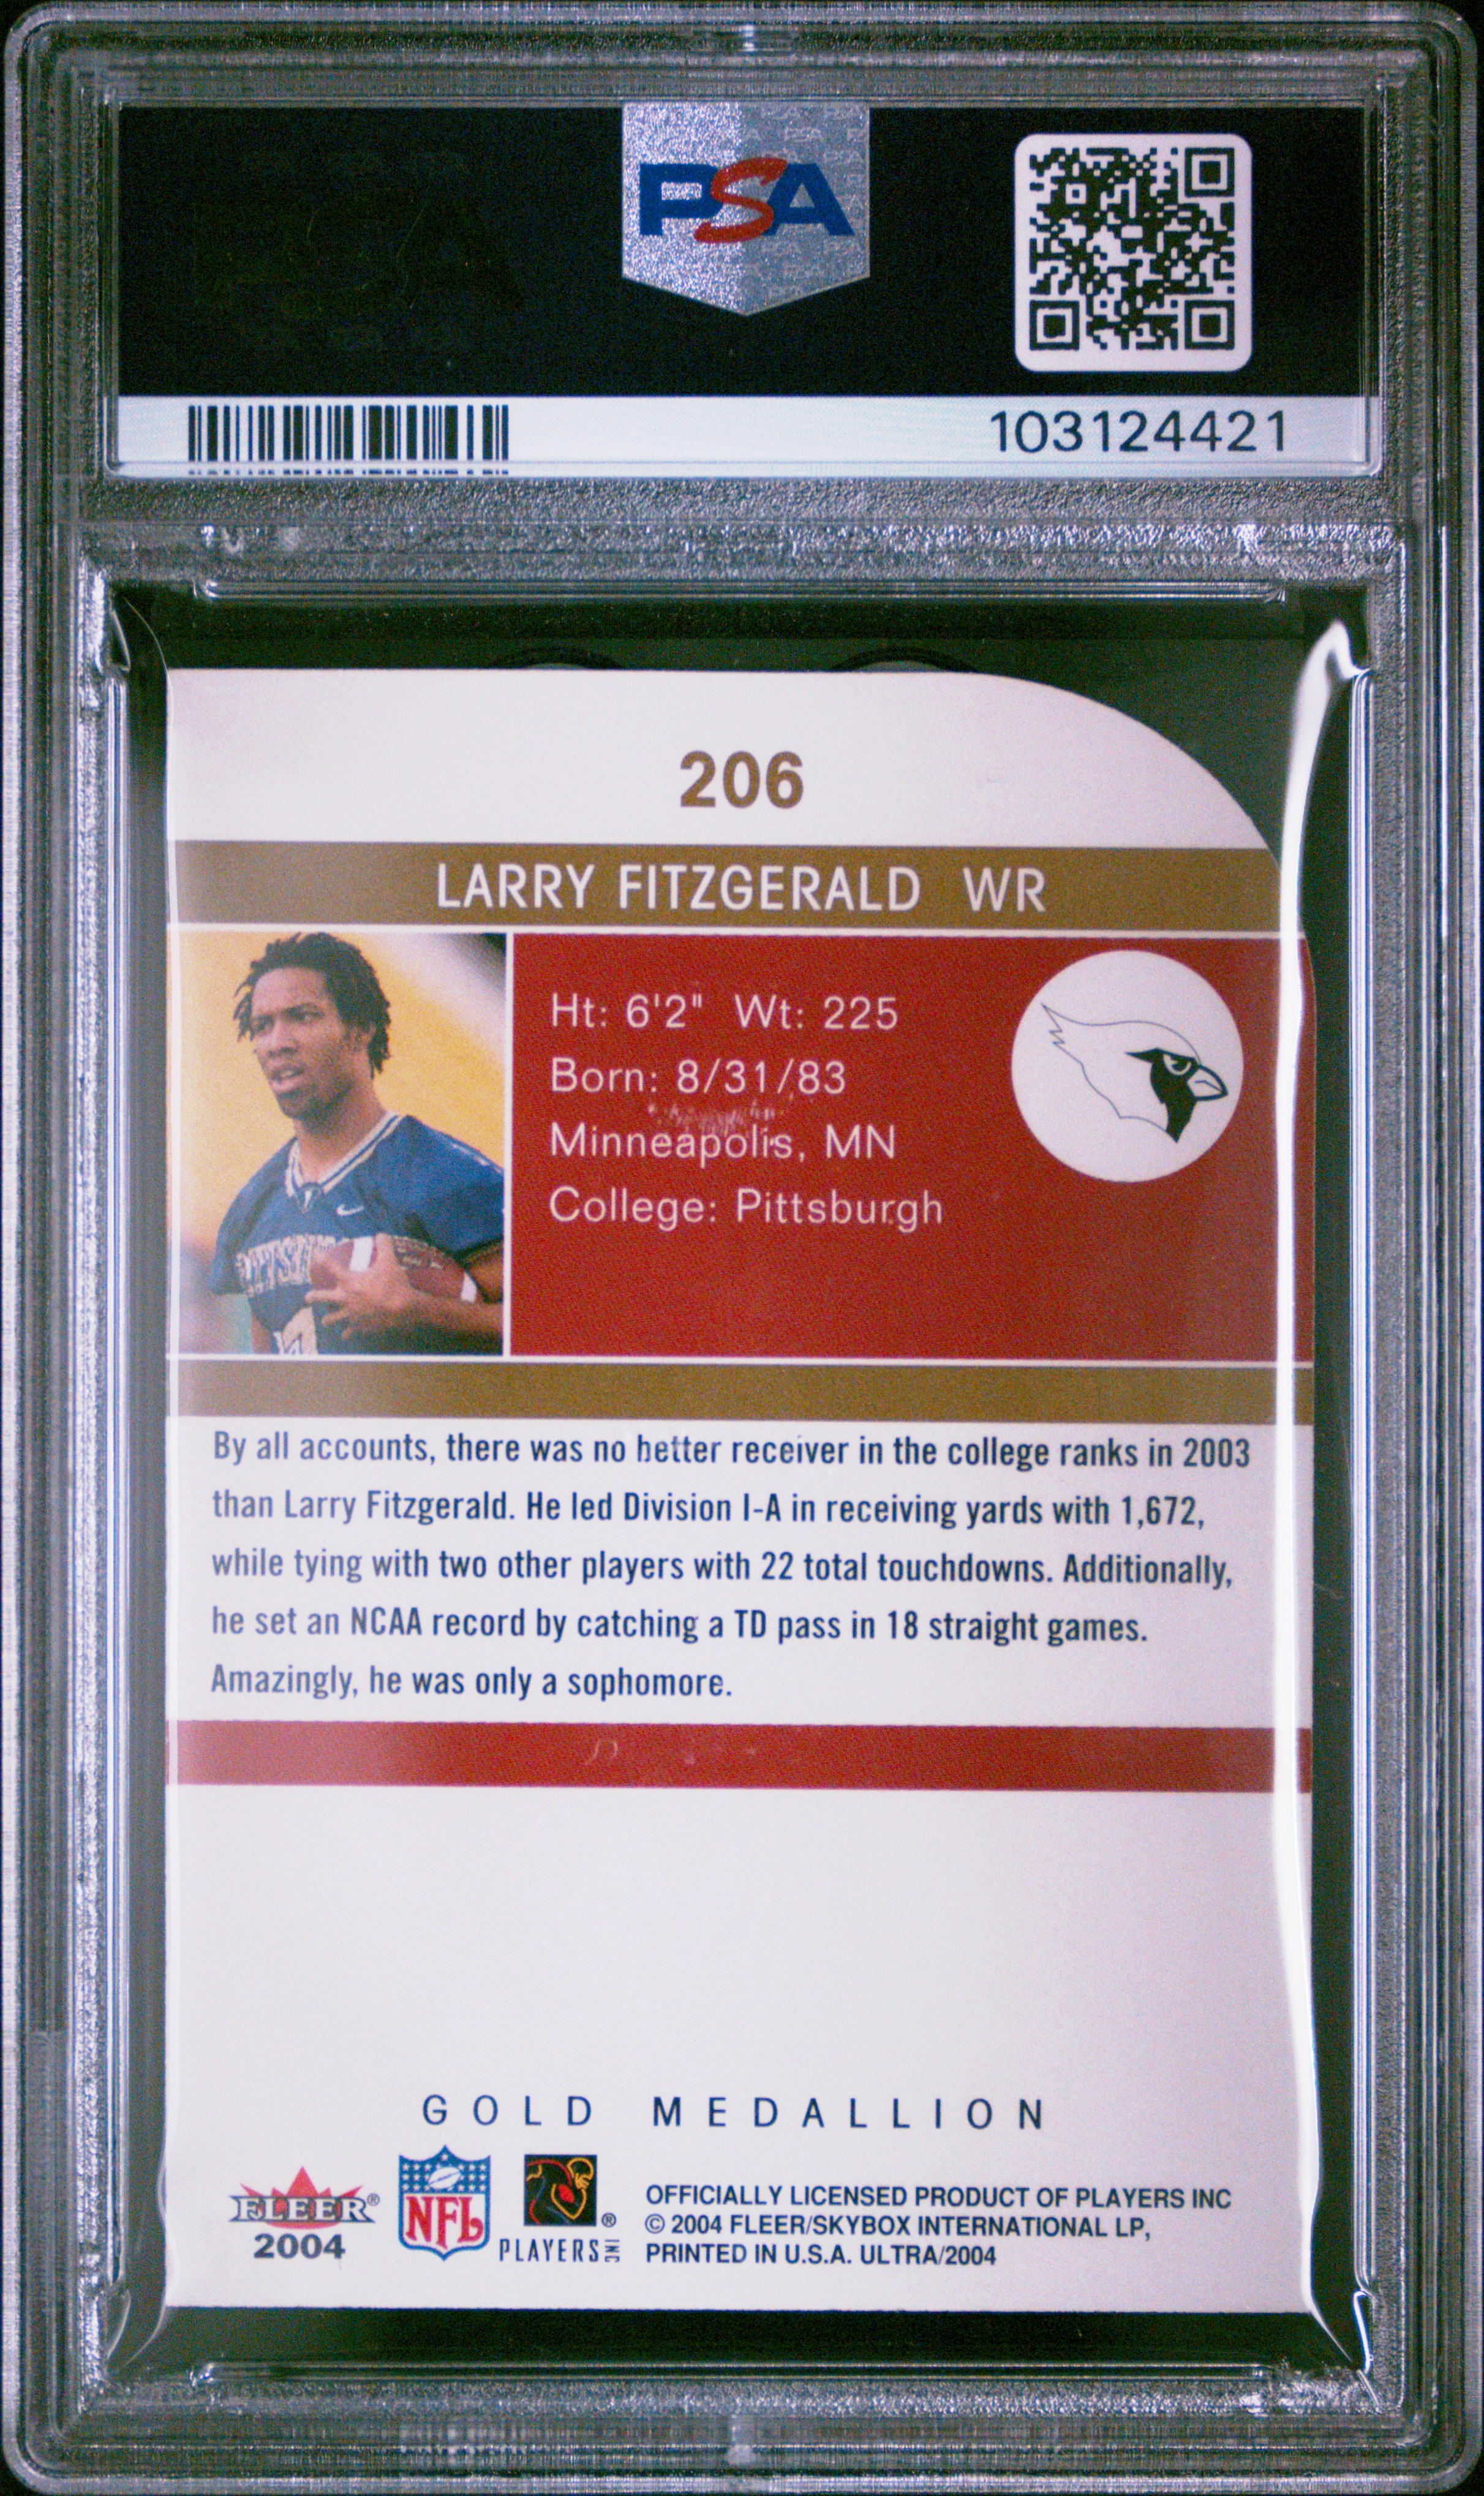 PSA
103124421
206
LARRY FITZGERALD WR
Ht: 6'2" Wt: 225
Born: 8/31/83
Minneapolis, MN
College: Pittsburgh
By all accounts, there was no better receiver in the college ranks in 2003
than Larry Fitzgerald. He led Division I-A in receiving yards with 1,672,
while tying with two other players with 22 total touchdowns. Additionally,
he set an NCAA record by catching a TD pass in 18 straight games.
Amazingly, he was only a sophomore.
GOLD MEDALLION
FLEER®
2004
NFL
®
PLAYERS INC
OFFICIALLY LICENSED PRODUCT OF PLAYERS INC
© 2004 FLEER/SKYBOX INTERNATIONAL LP,
PRINTED IN U.S.A. ULTRA/2004